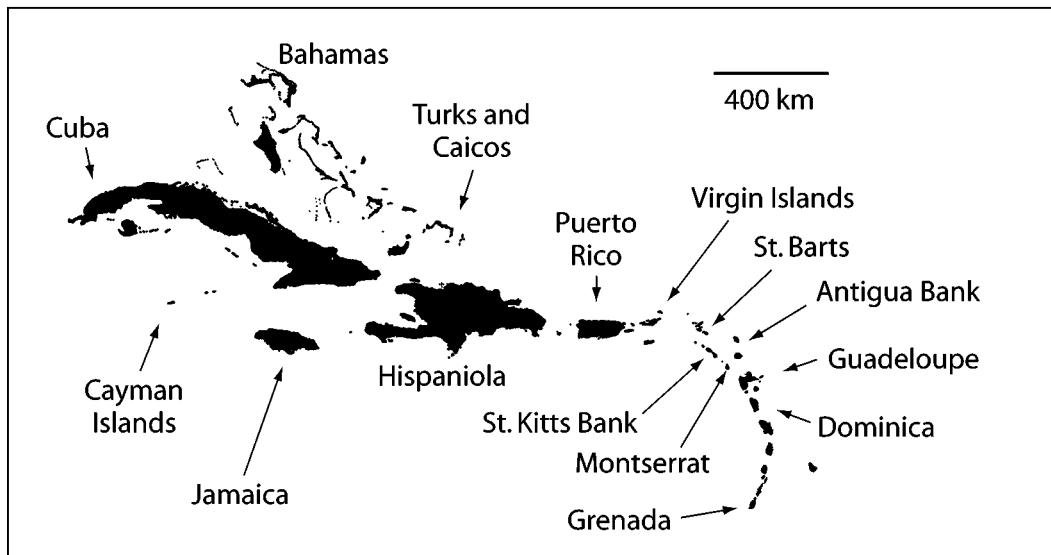 Bahamas
400 km
Cuba
Turks and
Caicos
Virgin Islands
Puerto
Rico
St. Barts
Antigua Bank
Guadeloupe
Cayman
Islands
Hispaniola
St. Kitts Bank
Dominica
Montserrat
Jamaica
Grenada